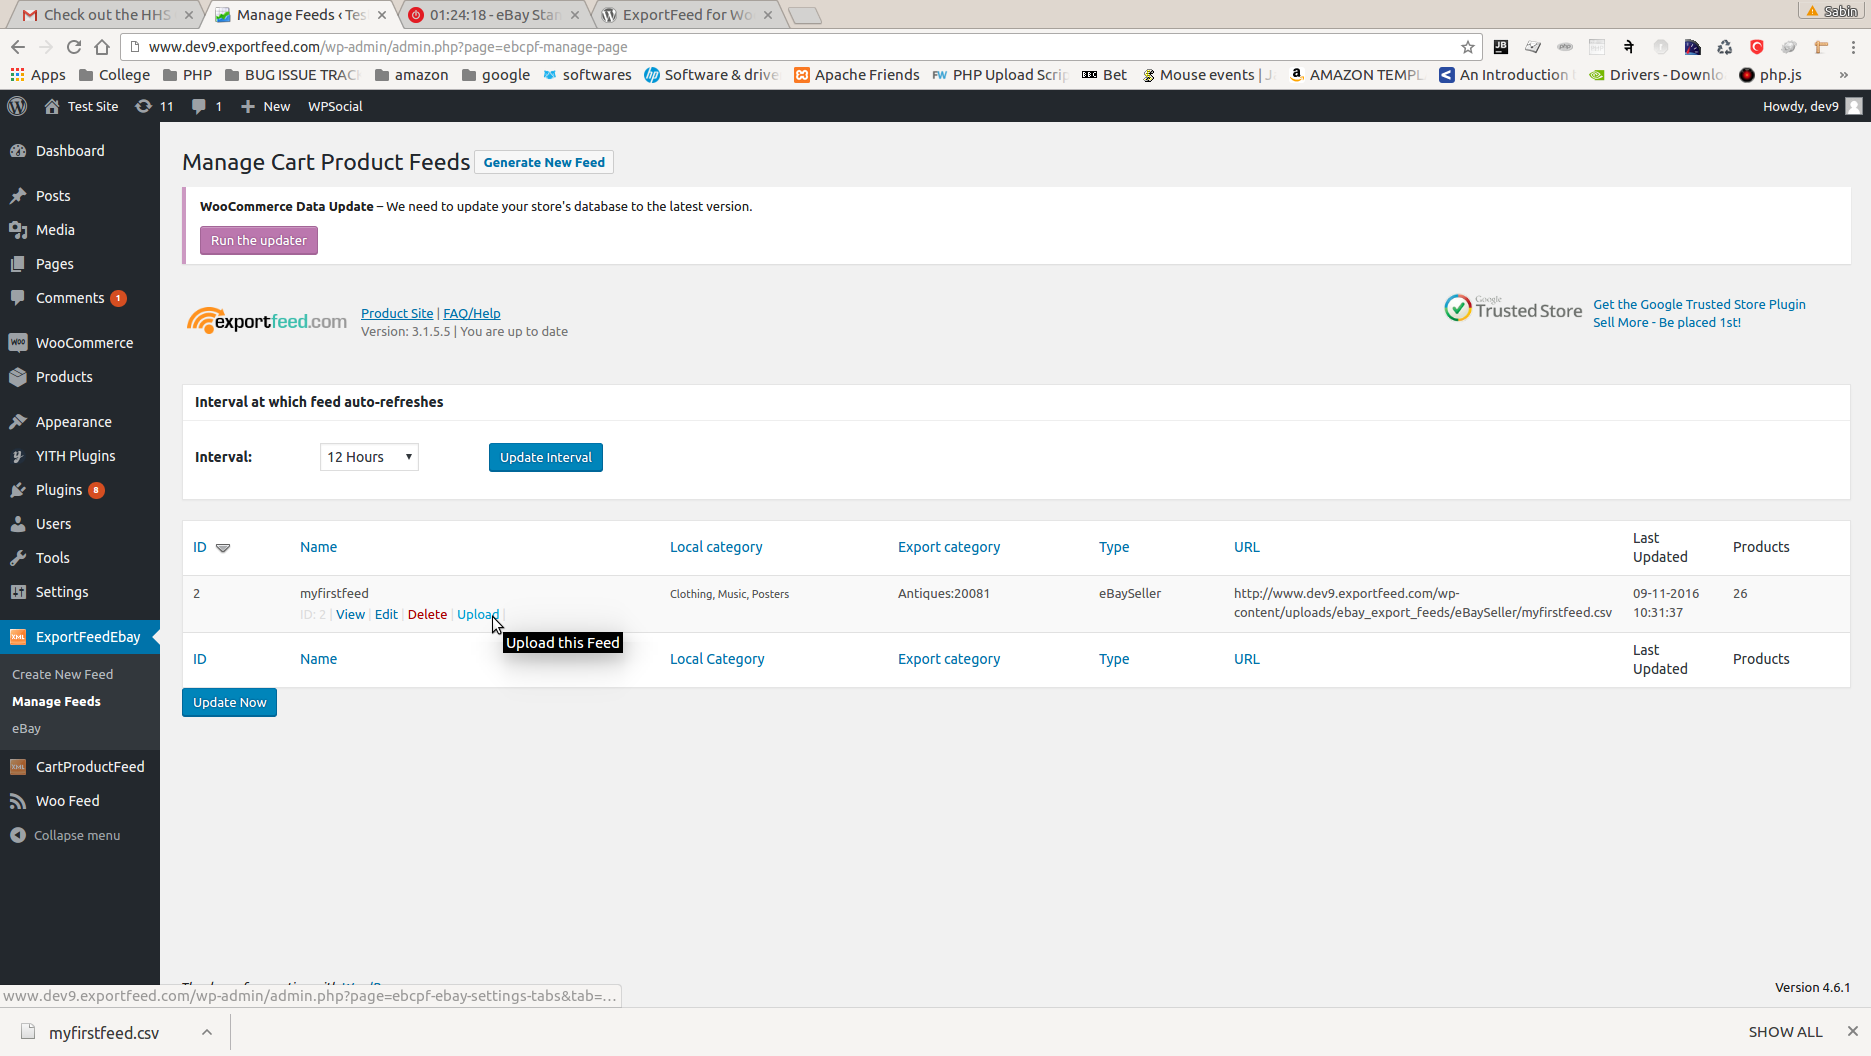 Check out the HHS
Manage Feeds ‹ Tes
01:24:18 - eBay Stan
ExportFeed for Wo
Sabin
www.dev9.exportfeed.com/wp-admin/admin.php?page=ebcpf-manage-page
Apps
College
PHP
BUG ISSUE TRAC
amazon
google
softwares
Software & drive
Apache Friends
PHP Upload Scrip
Bet
Mouse events | J
AMAZON TEMPL
An Introduction
Drivers - Downlo
php.js
»
Test Site
11
1
New
WPSocial
Howdy, dev9
Dashboard
Posts
Media
Pages
Comments 1
WooCommerce
Products
Appearance
YITH Plugins
Plugins 8
Users
Tools
Settings
ExportFeedEbay
Create New Feed
Manage Feeds
eBay
CartProductFeed
Woo Feed
Collapse menu
Manage Cart Product Feeds
Generate New Feed
WooCommerce Data Update – We need to update your store's database to the latest version.
Run the updater
exportfeed.com
Product Site | FAQ/Help
Version: 3.1.5.5 | You are up to date
Google
Trusted Store
Get the Google Trusted Store Plugin
Sell More - Be placed 1st!
Interval at which feed auto-refreshes
Interval:
12 Hours
Update Interval
ID
Name
Local category
Export category
Type
URL
Last
Updated
Products
2
myfirstfeed
ID: 2 | View | Edit | Delete | Upload |
Clothing, Music, Posters
Antiques:20081
eBaySeller
http://www.dev9.exportfeed.com/wp-
content/uploads/ebay_export_feeds/eBaySeller/myfirstfeed.csv
09-11-2016
10:31:37
26
Upload this Feed
ID
Name
Local Category
Export category
Type
URL
Last
Updated
Products
Update Now
Version 4.6.1
www.dev9.exportfeed.com/wp-admin/admin.php?page=ebcpf-ebay-settings-tabs&tab=...
myfirstfeed.csv
SHOW ALL